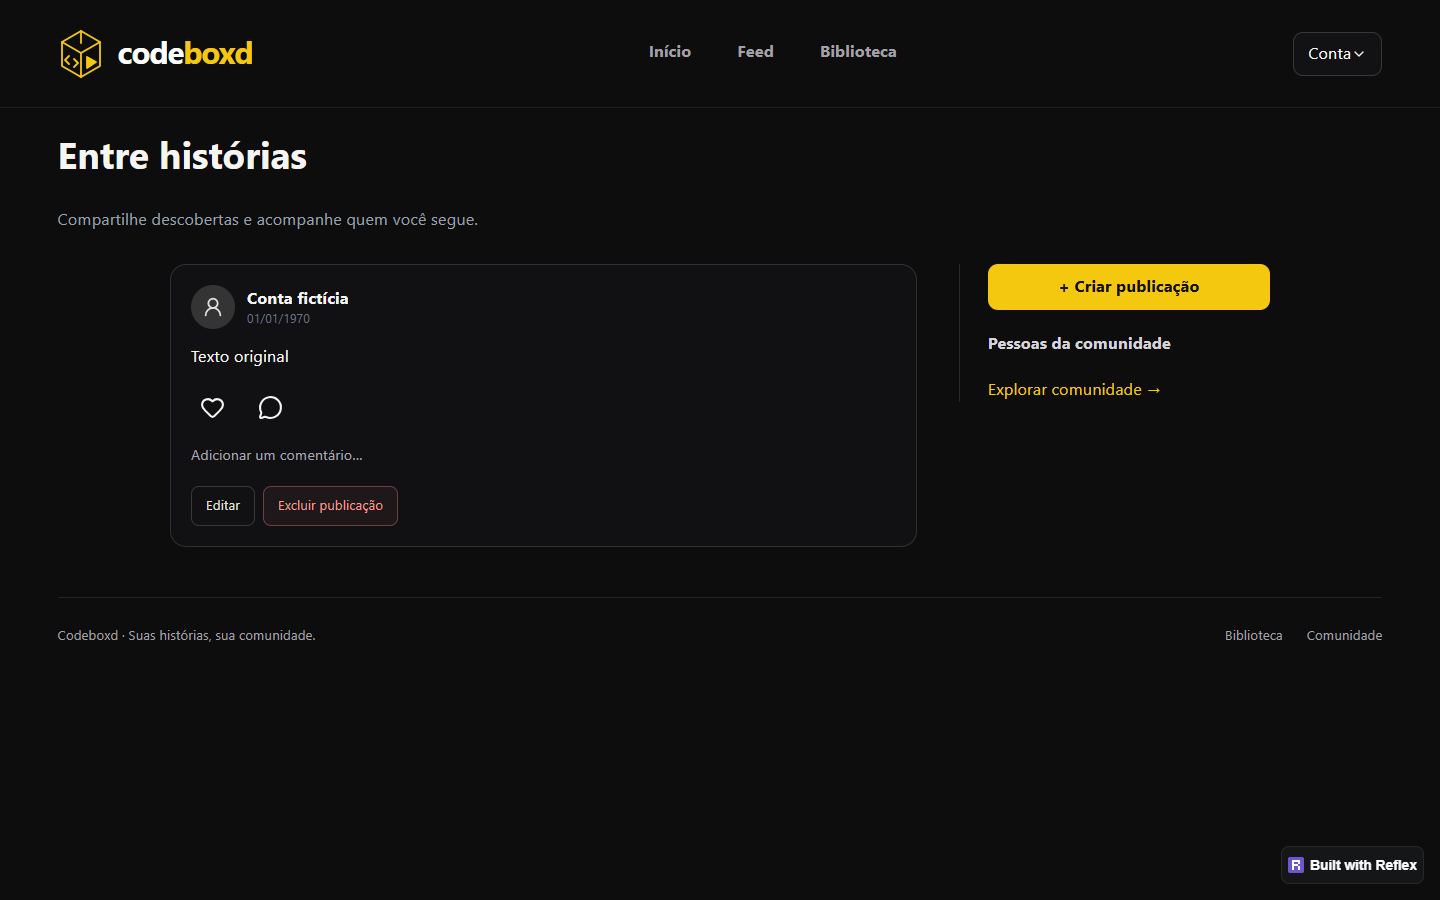 codeboxd
Início
Feed
Biblioteca
Conta
Entre histórias
Compartilhe descobertas e acompanhe quem você segue.
Conta fictícia
01/01/1970
Texto original
Adicionar um comentário...
Editar
Excluir publicação
+ Criar publicação
Pessoas da comunidade
Explorar comunidade →
Codeboxd · Suas histórias, sua comunidade.
Biblioteca
Comunidade
Built with Reflex